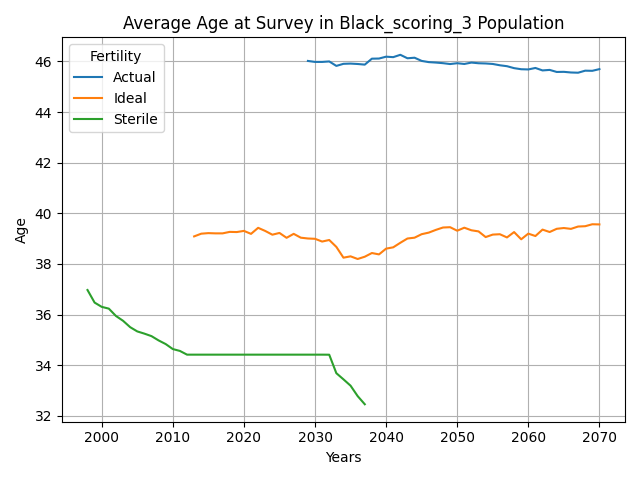 Average Age at Survey in Black_scoring_3 Population
Fertility
Actual
Ideal
Sterile
Age
46
44
42
40
38
36
34
32
2000 2010 2020 2030 2040 2050 2060 2070
Years